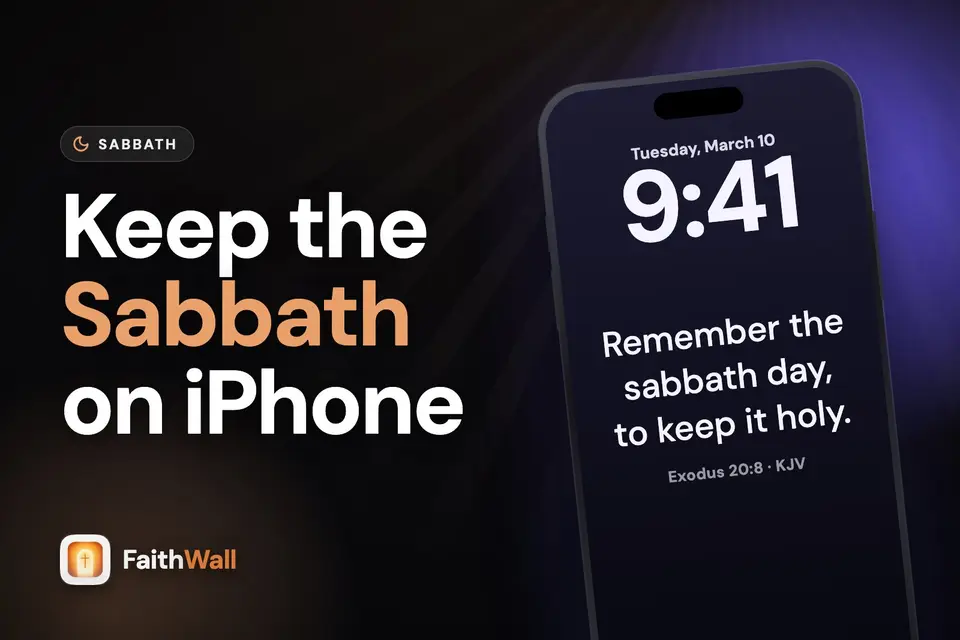 SABBATH
Keep the
Sabbath
on iPhone
FaithWall
Tuesday, March 10
9:41
Remember the
sabbath day,
to keep it holy.
Exodus 20:8 · KJV